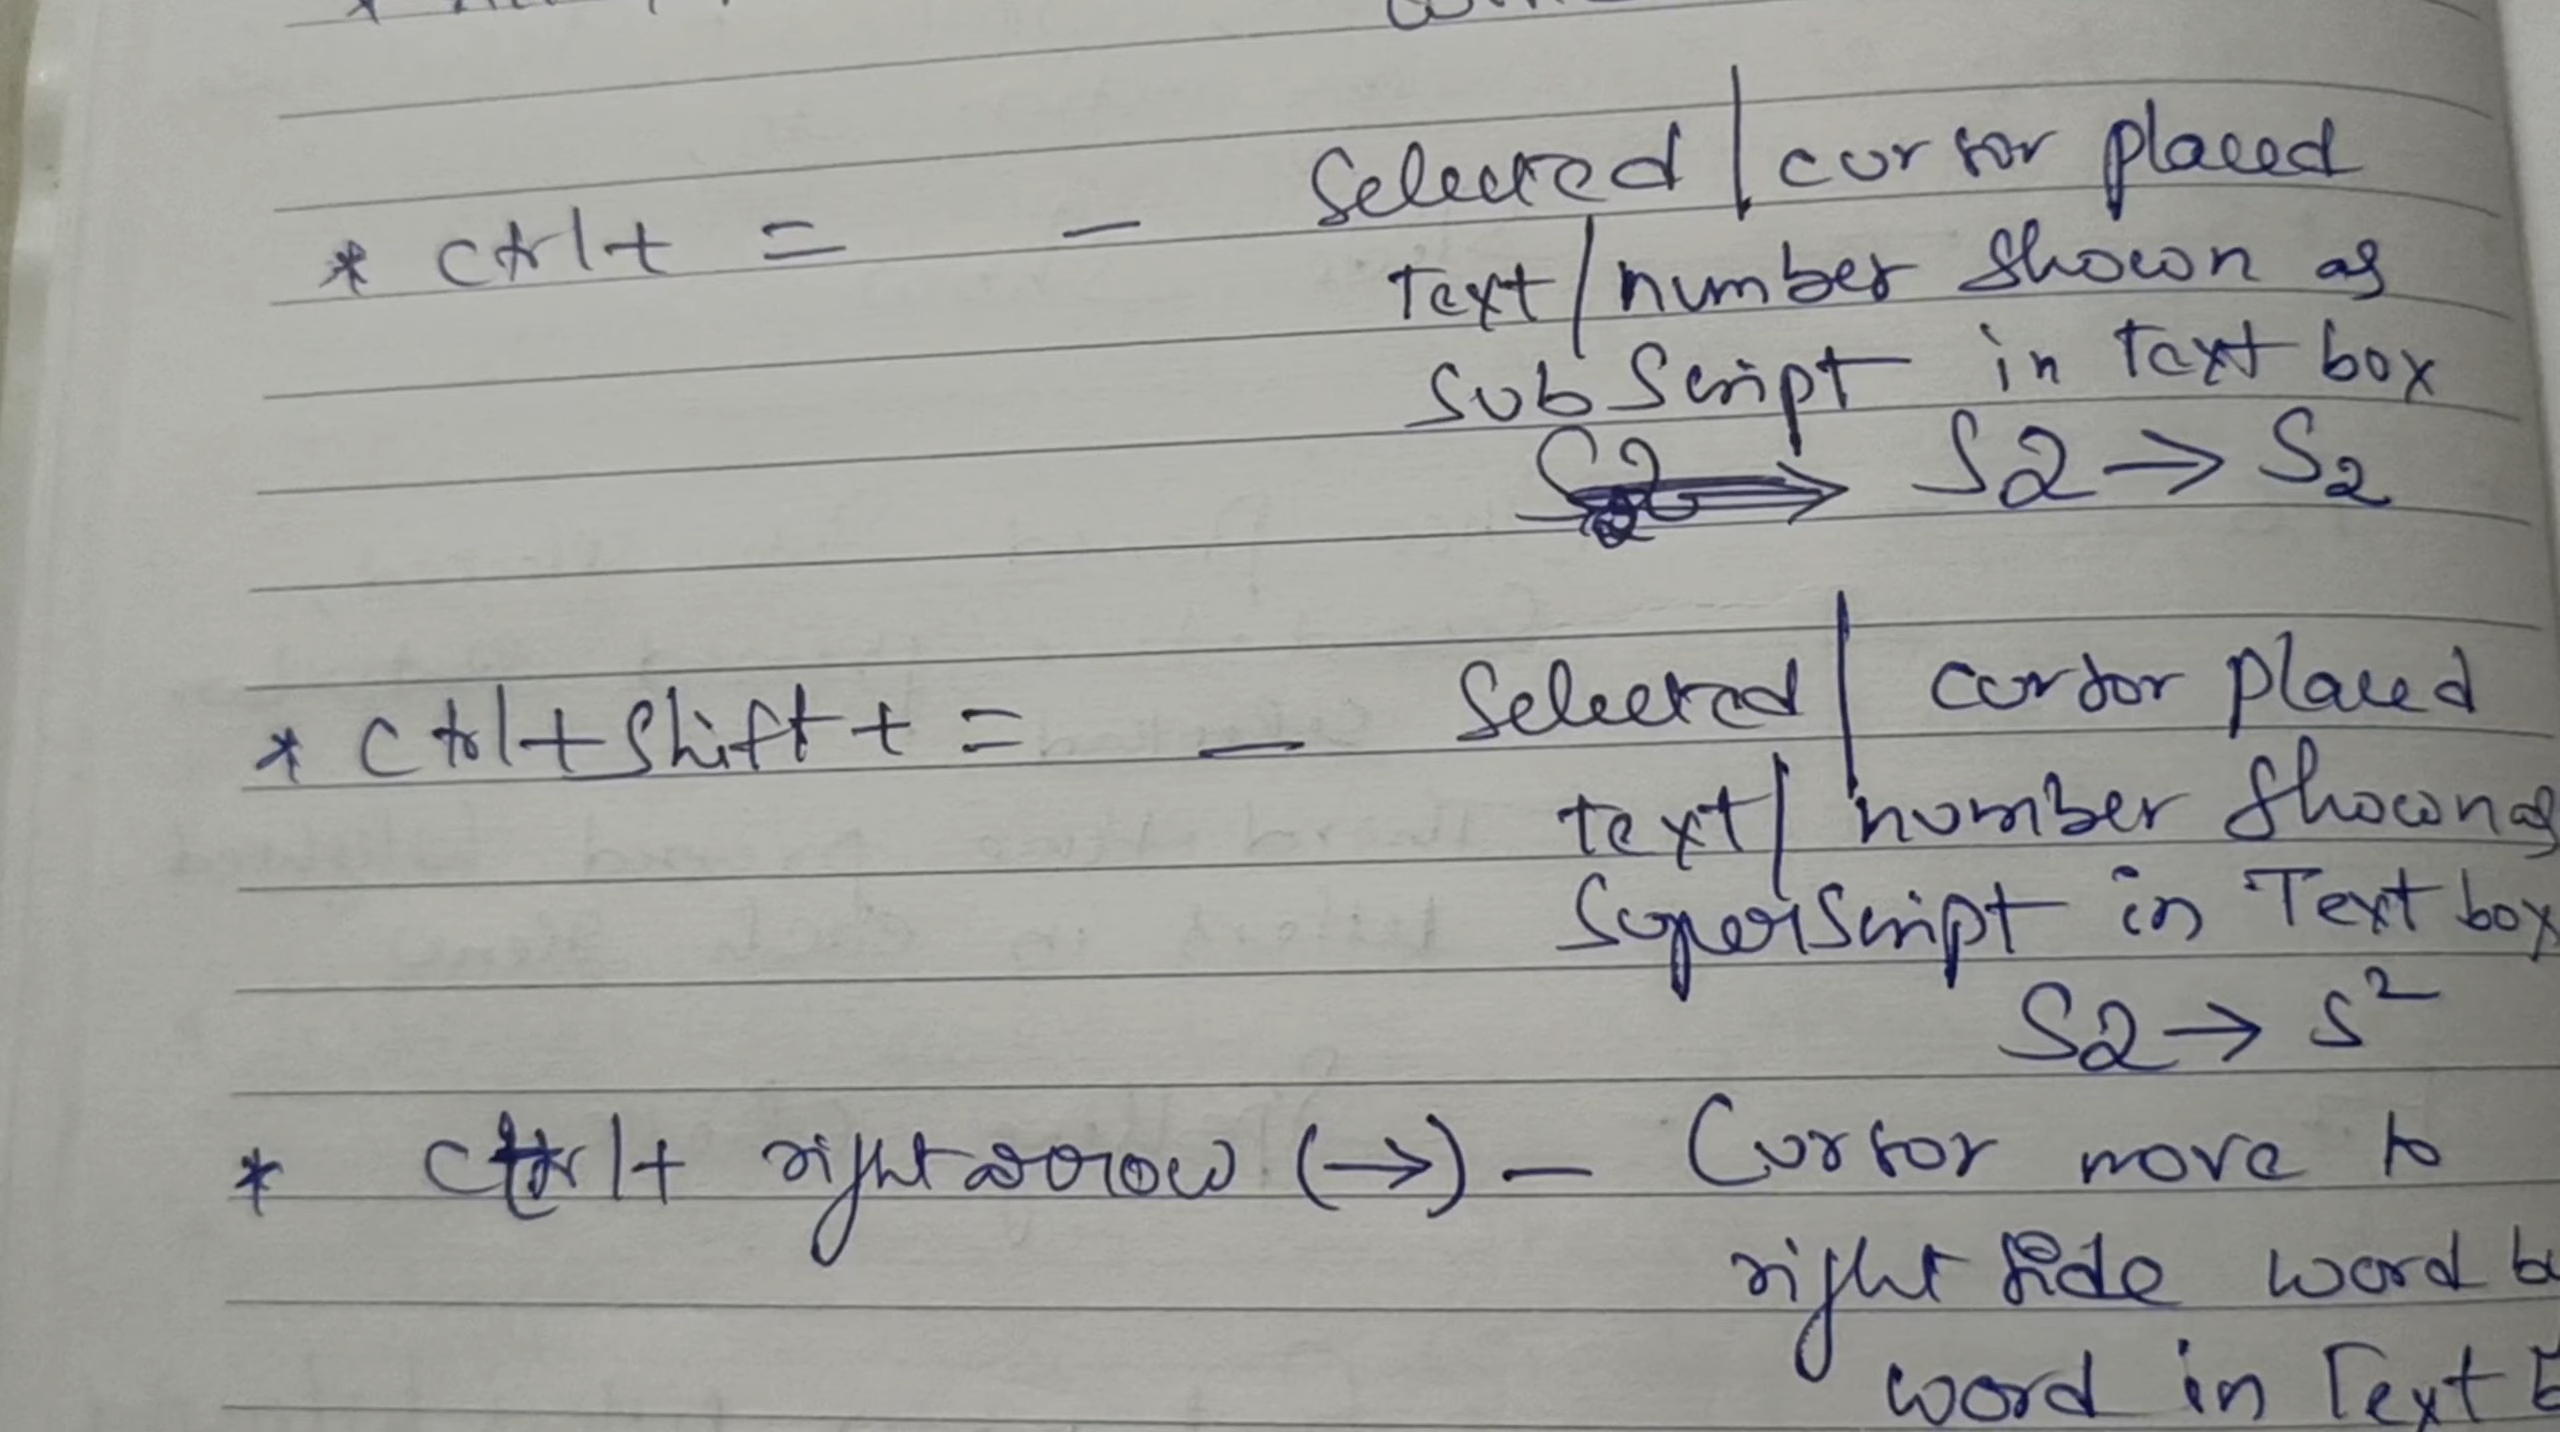 * Ctrl+ = — Selected | cursor placed
Text / number shown as
SubScript in text box
S2 → S₂
* Ctrl+Shift + = — Selected | cursor placed
text | number Shown as
SuperScript in Text box
S2 → S²
* Ctrl+ right arrow (→) — Cursor move to
right Side word
word in Text